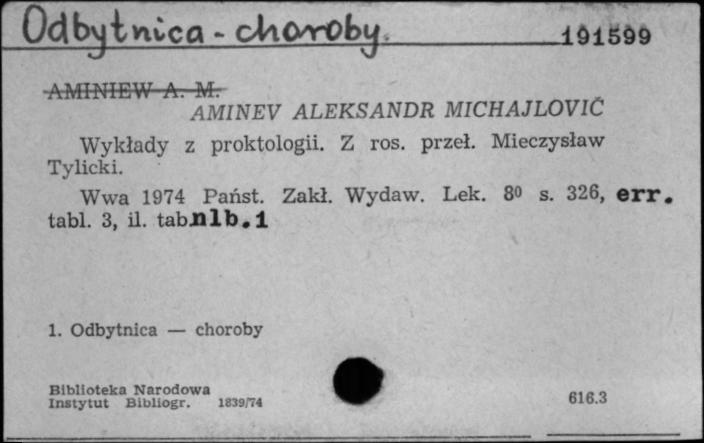 Odbytnica - choroby.
191599
AMINIEW A. M.
AMINEV ALEKSANDR MICHAJLOVIČ
Wykłady z proktologii. Z ros. przeł. Mieczysław
Tylicki.
Wwa 1974 Państ. Zakł. Wydaw. Lek. 8⁰ s. 326, err.
tabl. 3, il. tab.nlb.1
1. Odbytnica — choroby
Biblioteka Narodowa
Instytut Bibliogr. 1839/74
616.3